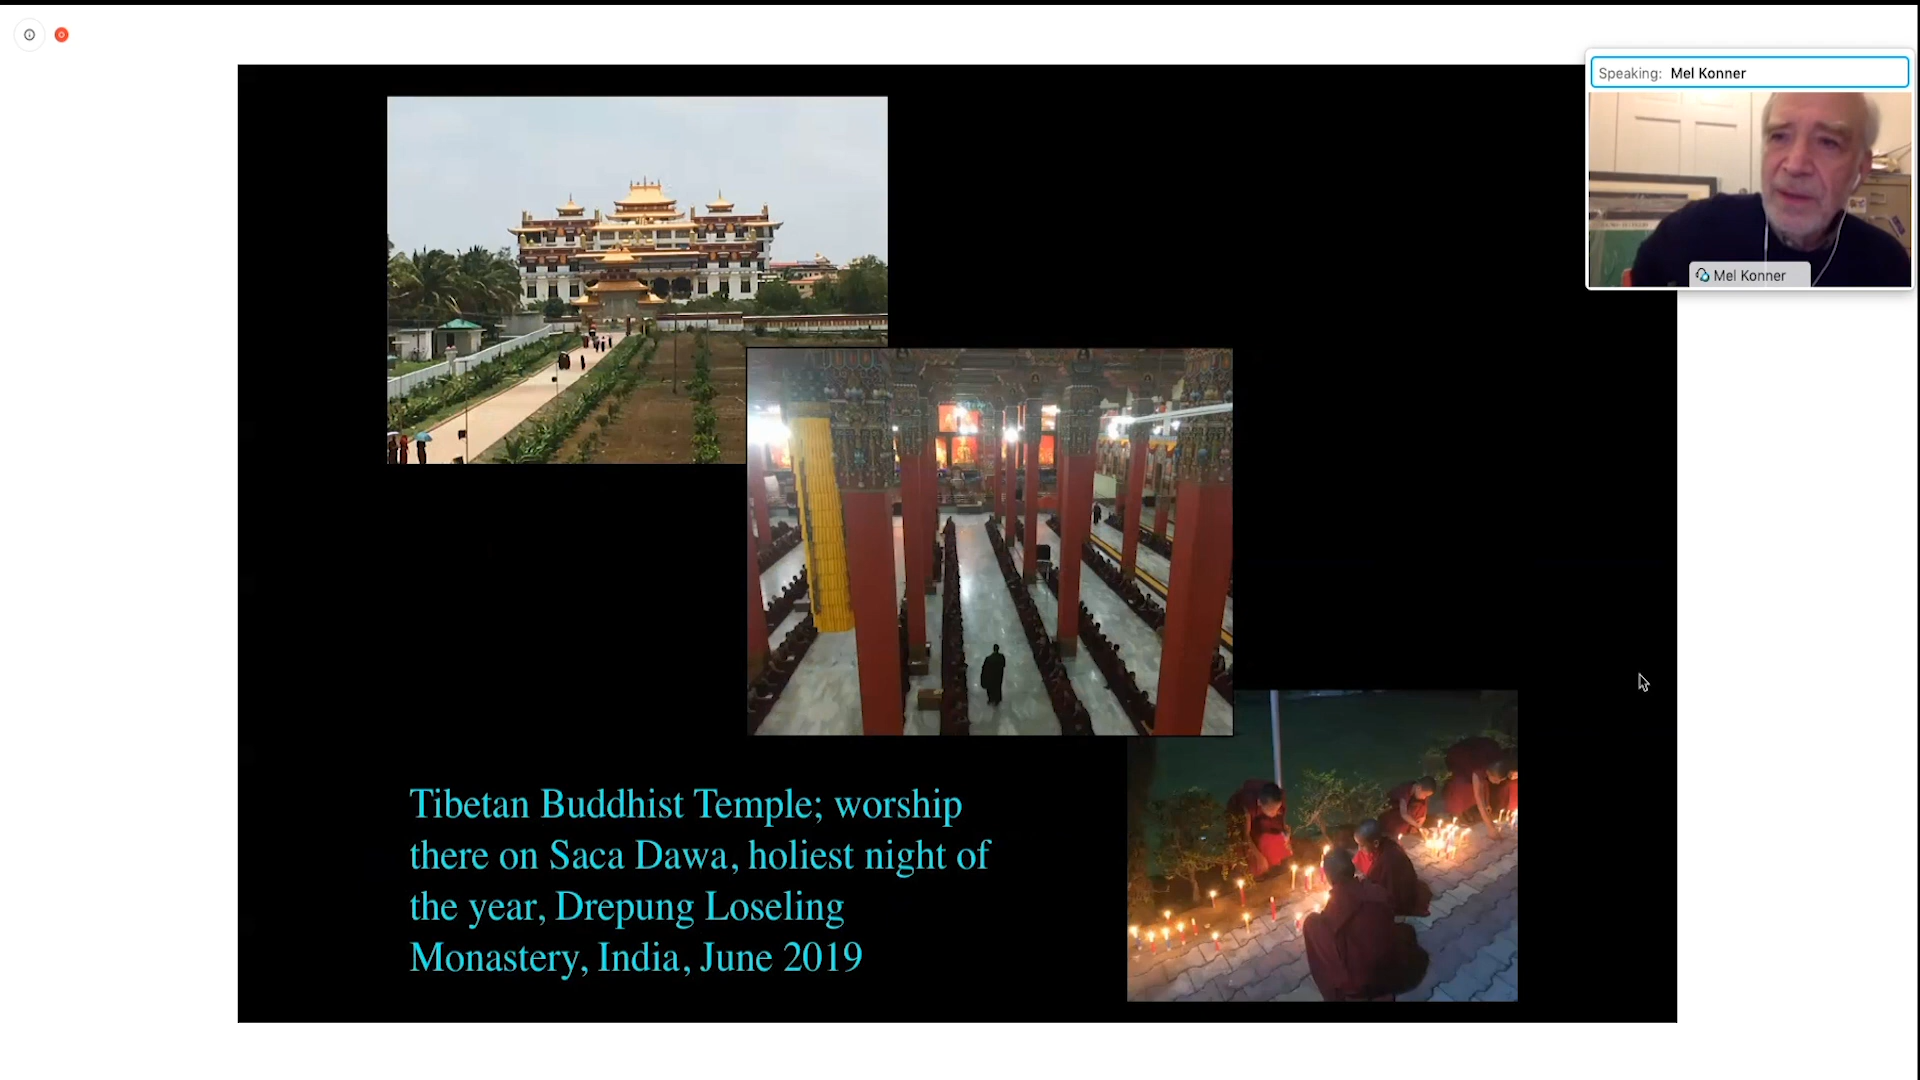 Speaking: Mel Konner
Mel Konner
Tibetan Buddhist Temple; worship
there on Saca Dawa, holiest night of
the year, Drepung Loseling
Monastery, India, June 2019